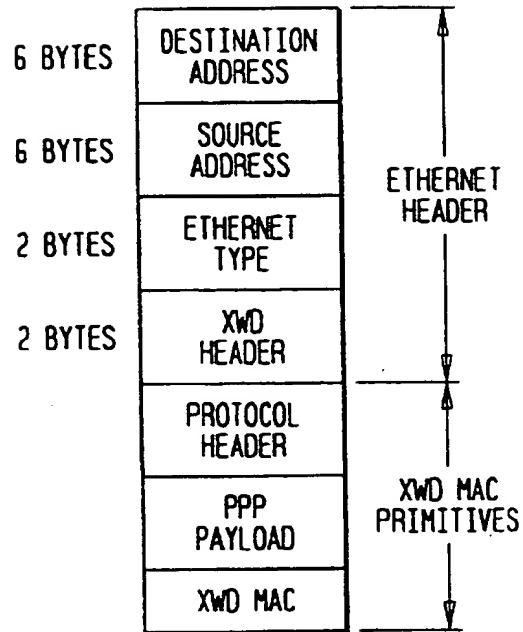 6 BYTES
DESTINATION
ADDRESS
6 BYTES
SOURCE
ADDRESS
2 BYTES
ETHERNET
TYPE
2 BYTES
XWD
HEADER
ETHERNET
HEADER
PROTOCOL
HEADER
PPP
PAYLOAD
XWD MAC
XWD MAC
PRIMITIVES